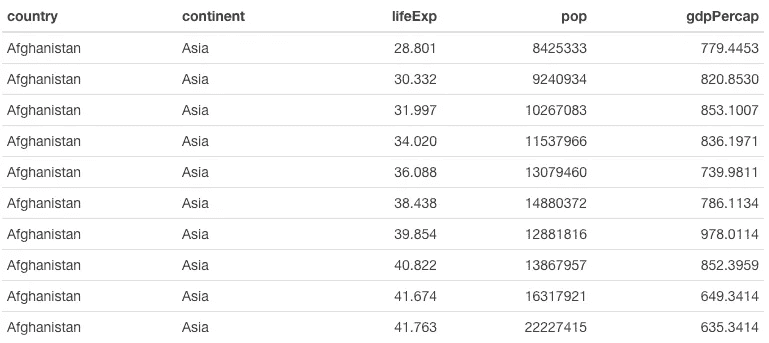 country continent lifeExp pop gdpPercap
Afghanistan Asia 28.801 8425333 779.4453
Afghanistan Asia 30.332 9240934 820.8530
Afghanistan Asia 31.997 10267083 853.1007
Afghanistan Asia 34.020 11537966 836.1971
Afghanistan Asia 36.088 13079460 739.9811
Afghanistan Asia 38.438 14880372 786.1134
Afghanistan Asia 39.854 12881816 978.0114
Afghanistan Asia 40.822 13867957 852.3959
Afghanistan Asia 41.674 16317921 649.3414
Afghanistan Asia 41.763 22227415 635.3414